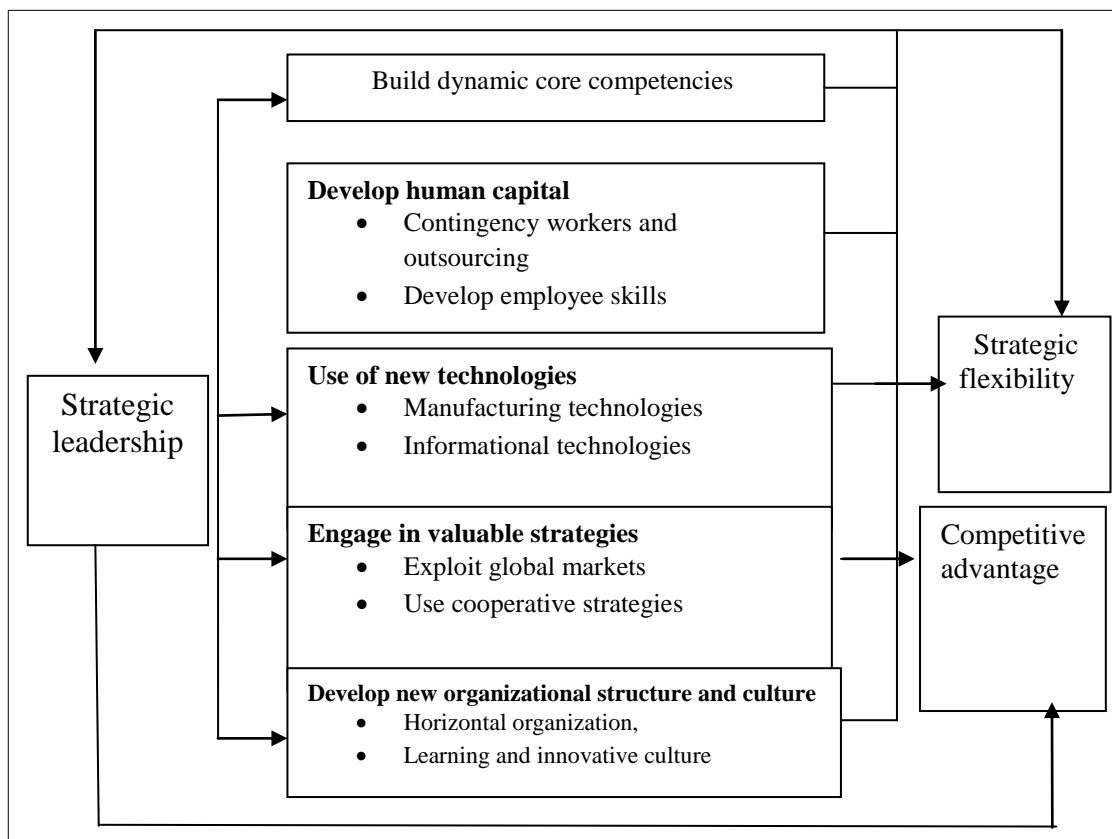 Build dynamic core competencies
Develop human capital
• Contingency workers and
outsourcing
• Develop employee skills
Use of new technologies
• Manufacturing technologies
• Informational technologies
Engage in valuable strategies
• Exploit global markets
• Use cooperative strategies
Develop new organizational structure and culture
• Horizontal organization,
• Learning and innovative culture
Strategic
leadership
Strategic
flexibility
Competitive
advantage